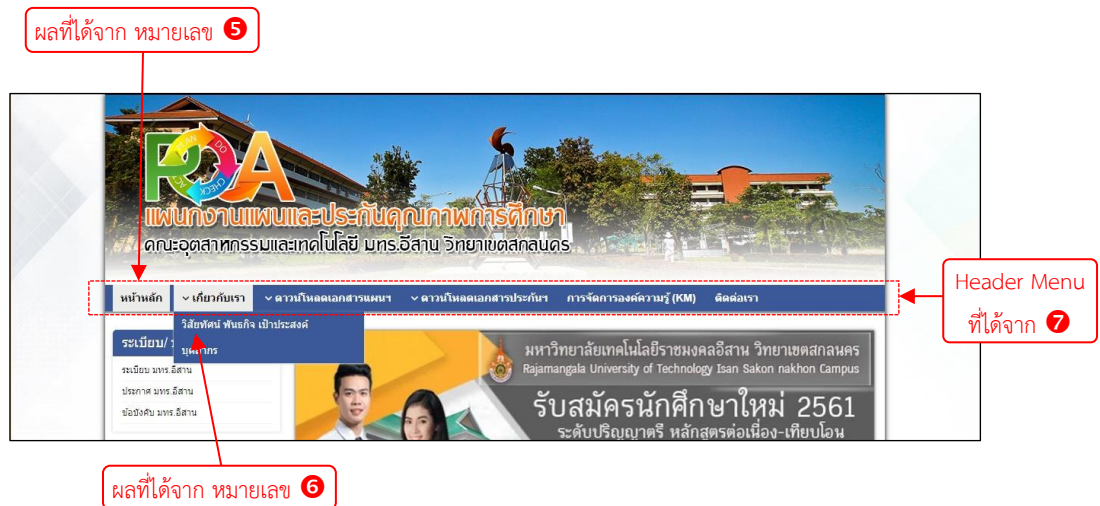 ผลที่ได้จาก หมายเลข ❺
PLAN
DO
CHECK
ACT
PQA
แผนกงานแผนและประกันคุณภาพการศึกษา
คณะอุตสาหกรรมและเทคโนโลยี มทร.อีสาน วิทยาเขตสกลนคร
หน้าหลัก เกี่ยวกับเรา ดาวน์โหลดเอกสารแผนฯ ดาวน์โหลดเอกสารประกันฯ การจัดการองค์ความรู้ (KM) ติดต่อเรา
Header Menu
ที่ได้จาก ❼
วิสัยทัศน์ พันธกิจ เป้าประสงค์
บุคลากร
ระเบียบ/
ระเบียบ มทร.อีสาน
ประกาศ มทร.อีสาน
ข้อบังคับ มทร.อีสาน
มหาวิทยาลัยเทคโนโลยีราชมงคลอีสาน วิทยาเขตสกลนคร
Rajamangala University of Technology Isan Sakon nakhon Campus
รับสมัครนักศึกษาใหม่ 2561
ระดับปริญญาตรี หลักสูตรต่อเนื่อง-เทียบโอน
ผลที่ได้จาก หมายเลข ❻